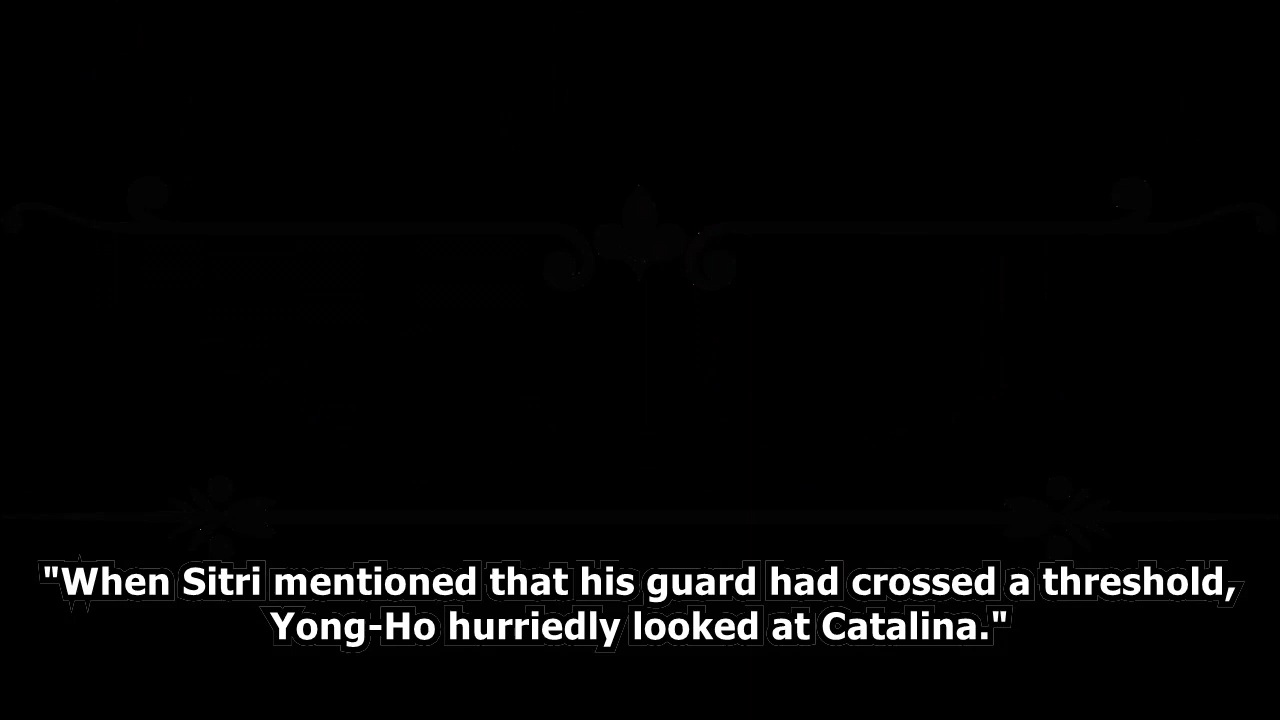 "When Sitri mentioned that his guard had crossed a threshold,
Yong-Ho hurriedly looked at Catalina."